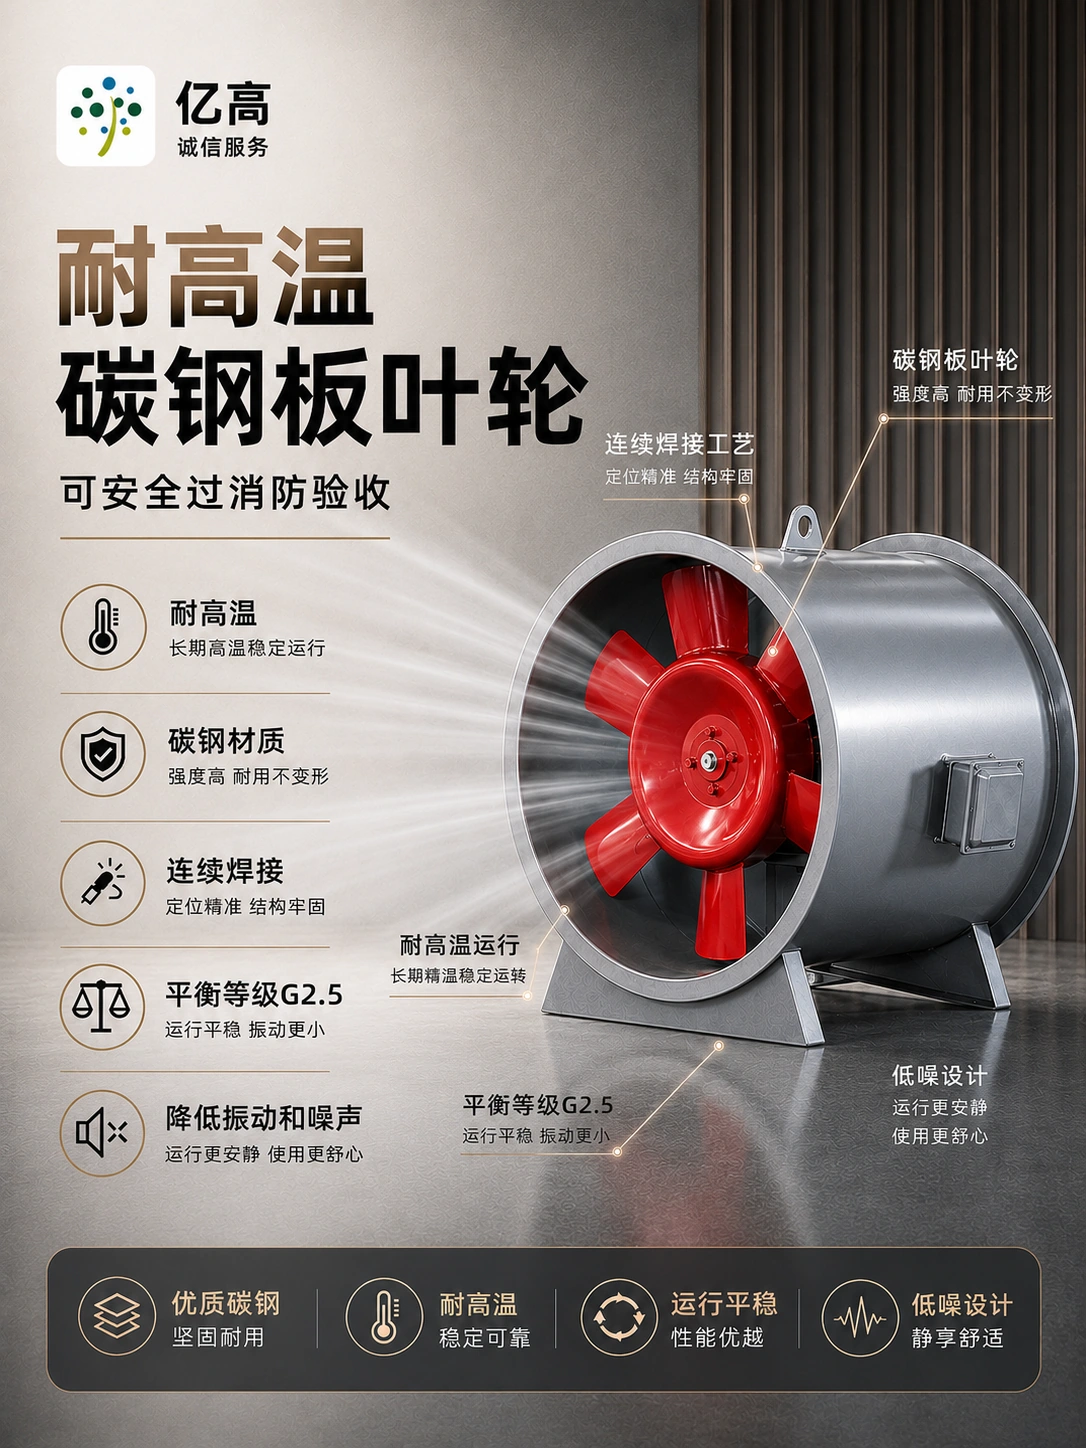 亿高
诚信服务
耐高温
碳钢板叶轮
可安全过消防验收
耐高温
长期高温稳定运行
碳钢材质
强度高 耐用不变形
连续焊接
定位精准 结构牢固
平衡等级G2.5
运行平稳 振动更小
降低振动和噪声
运行更安静 使用更舒心
碳钢板叶轮
强度高 耐用不变形
连续焊接工艺
定位精准 结构牢固
耐高温运行
长期精温稳定运转
平衡等级G2.5
运行平稳 振动更小
低噪设计
运行更安静
使用更舒心
优质碳钢
坚固耐用
耐高温
稳定可靠
运行平稳
性能优越
低噪设计
静享舒适